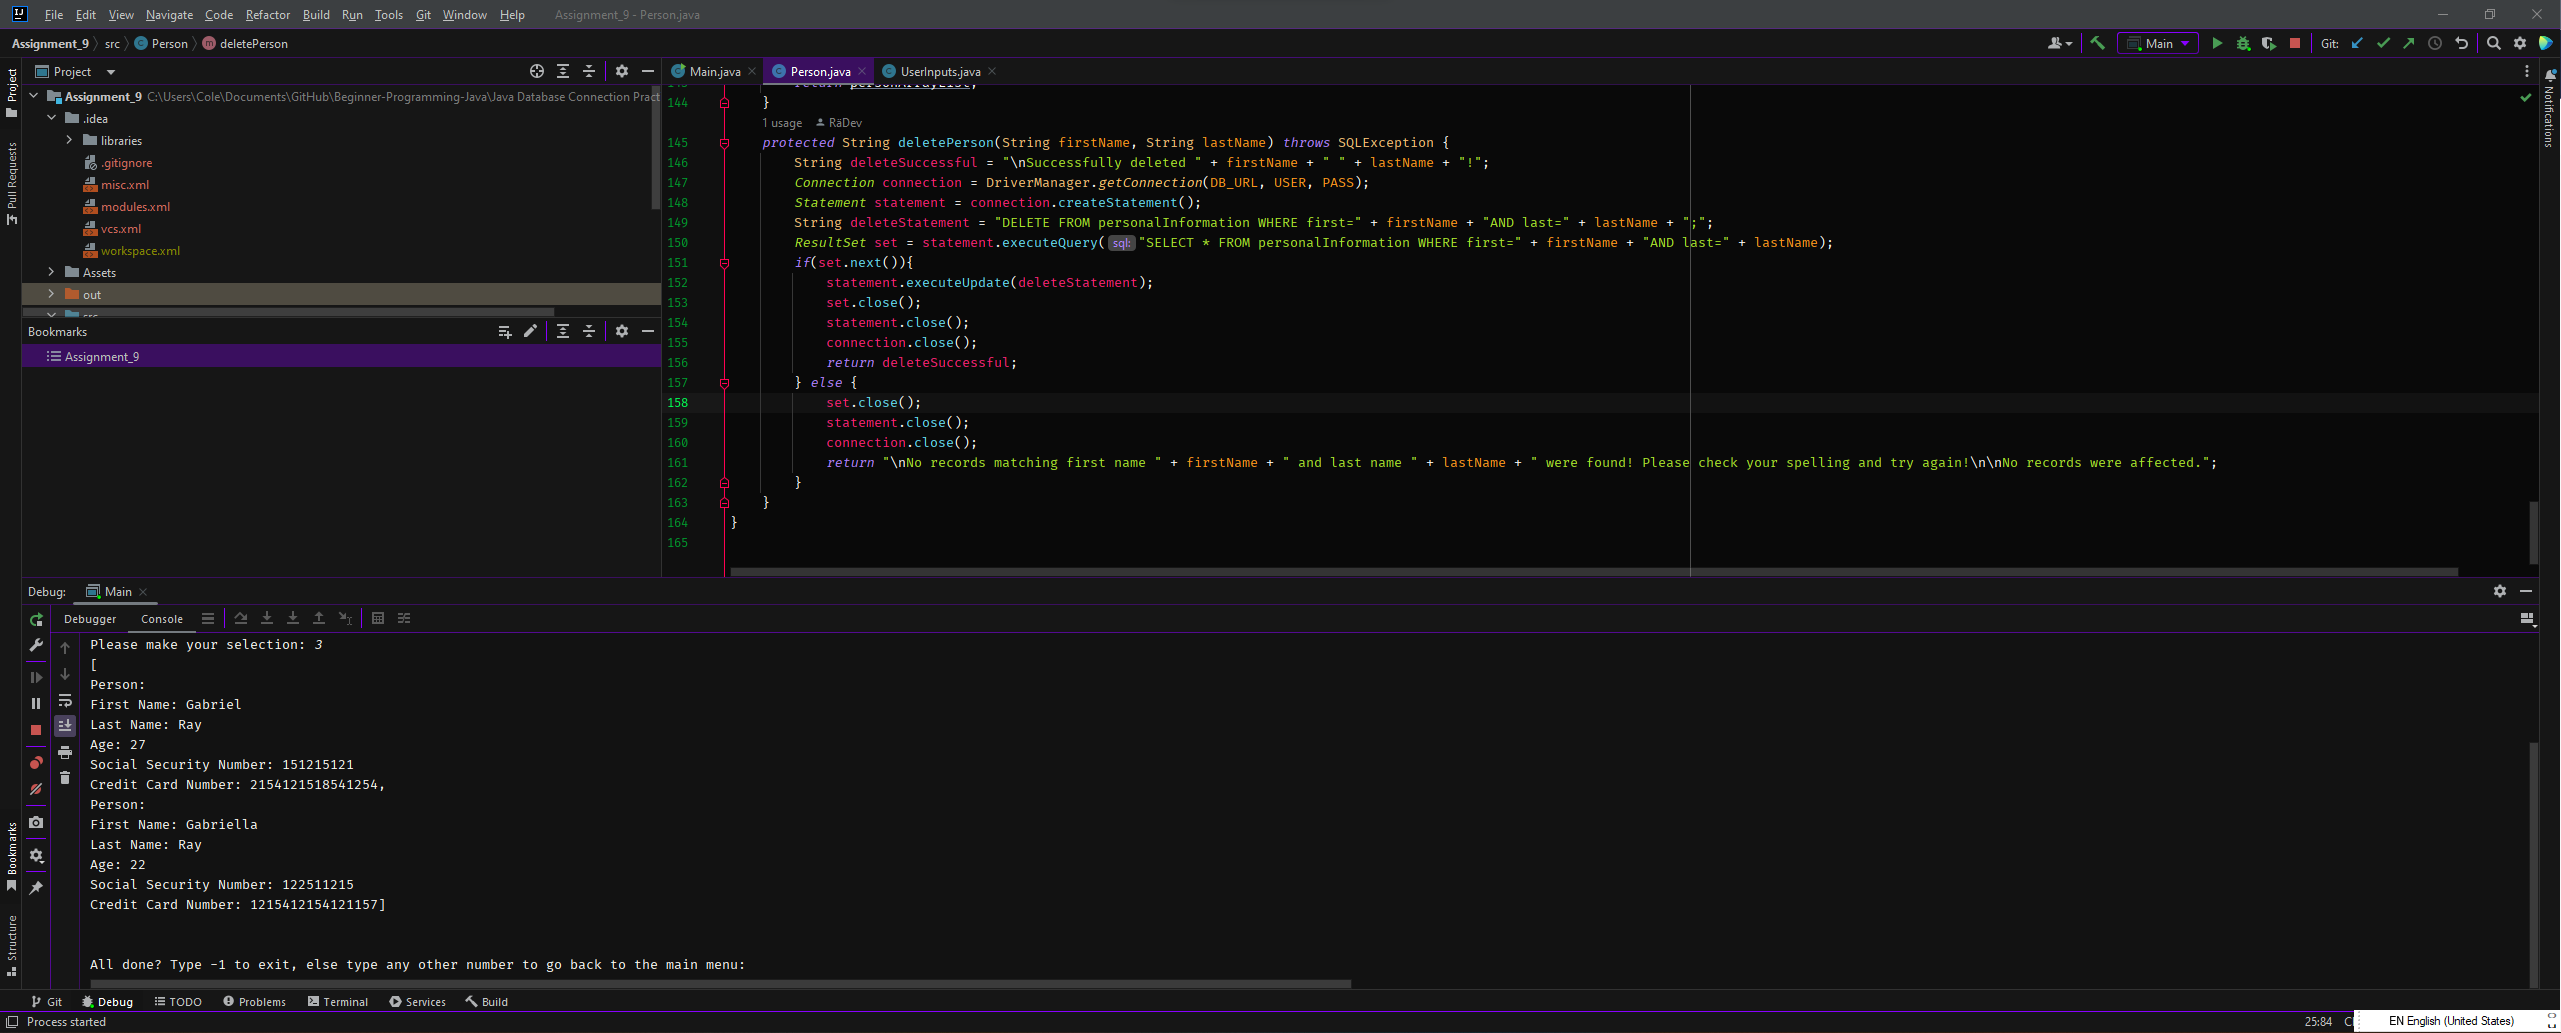 File Edit View Navigate Code Refactor Build Run Tools Git Window Help Assignment_9 - Person.java
Assignment_9 src Person deletePerson Main Git:
Project
Main.java Person.java UserInputs.java
Assignment_9 C:\Users\Cole\Documents\GitHub\Beginner-Programming-Java\Java Database Connection Pract
.idea
libraries
.gitignore
misc.xml
modules.xml
vcs.xml
workspace.xml
Assets
out
src
Bookmarks
Assignment_9
Project
Pull Requests
Bookmarks
Structure
Notifications
return personArrayList;
144 }
1 usage RäDev
145 protected String deletePerson(String firstName, String lastName) throws SQLException {
146 String deleteSuccessful = "\nSuccessfully deleted " + firstName + " " + lastName + "!";
147 Connection connection = DriverManager.getConnection(DB_URL, USER, PASS);
148 Statement statement = connection.createStatement();
149 String deleteStatement = "DELETE FROM personalInformation WHERE first=" + firstName + "AND last=" + lastName + ";";
150 ResultSet set = statement.executeQuery( sql: "SELECT * FROM personalInformation WHERE first=" + firstName + "AND last=" + lastName);
151 if(set.next()){
152 statement.executeUpdate(deleteStatement);
153 set.close();
154 statement.close();
155 connection.close();
156 return deleteSuccessful;
157 } else {
158 set.close();
159 statement.close();
160 connection.close();
161 return "\nNo records matching first name " + firstName + " and last name " + lastName + " were found! Please check your spelling and try again!\n\nNo records were affected.";
162 }
163 }
164 }
165
Debug: Main
Debugger Console
Please make your selection: 3
[
Person:
First Name: Gabriel
Last Name: Ray
Age: 27
Social Security Number: 151215121
Credit Card Number: 2154121518541254,
Person:
First Name: Gabriella
Last Name: Ray
Age: 22
Social Security Number: 122511215
Credit Card Number: 1215412154121157]
All done? Type -1 to exit, else type any other number to go back to the main menu:
Git Debug TODO Problems Terminal Services Build
Process started
25:84
EN English (United States)